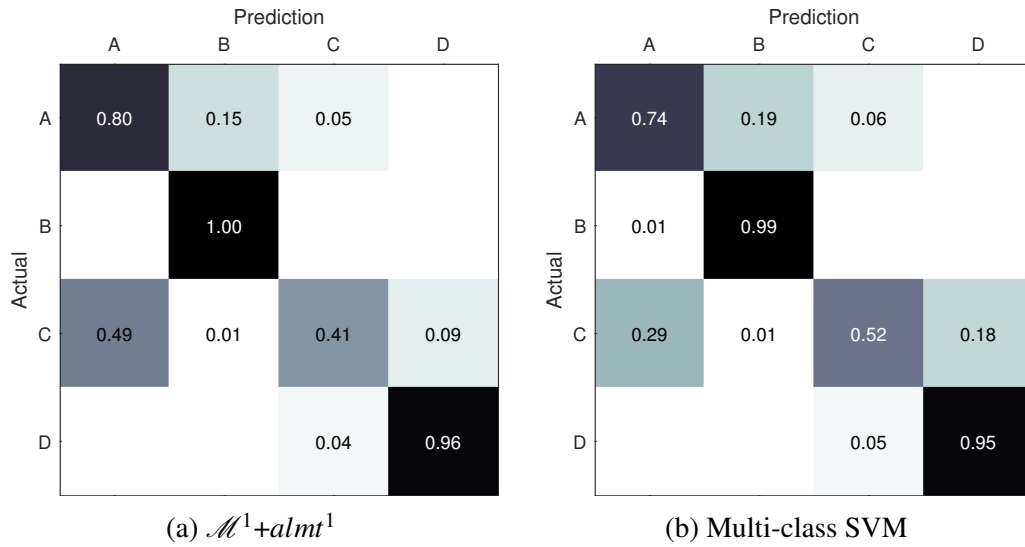 Prediction
A B C D
A 0.80 0.15 0.05
B 1.00
Actual
C 0.49 0.01 0.41 0.09
D 0.04 0.96
(a) ℳ¹+almt¹
Prediction
A B C D
A 0.74 0.19 0.06
B 0.01 0.99
Actual
C 0.29 0.01 0.52 0.18
D 0.05 0.95
(b) Multi-class SVM